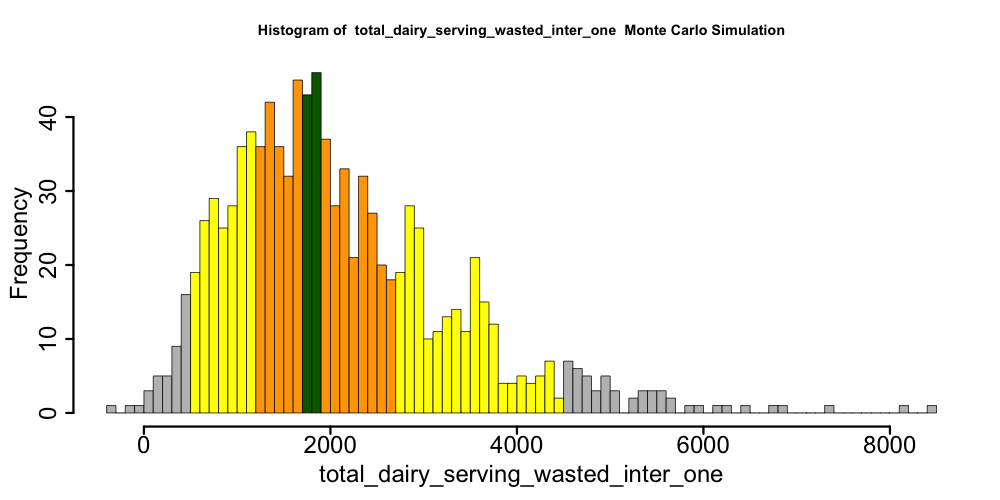 Histogram of  total_dairy_serving_wasted_inter_one  Monte Carlo Simulation
Frequency
40
30
20
10
0
0 2000 4000 6000 8000
total_dairy_serving_wasted_inter_one